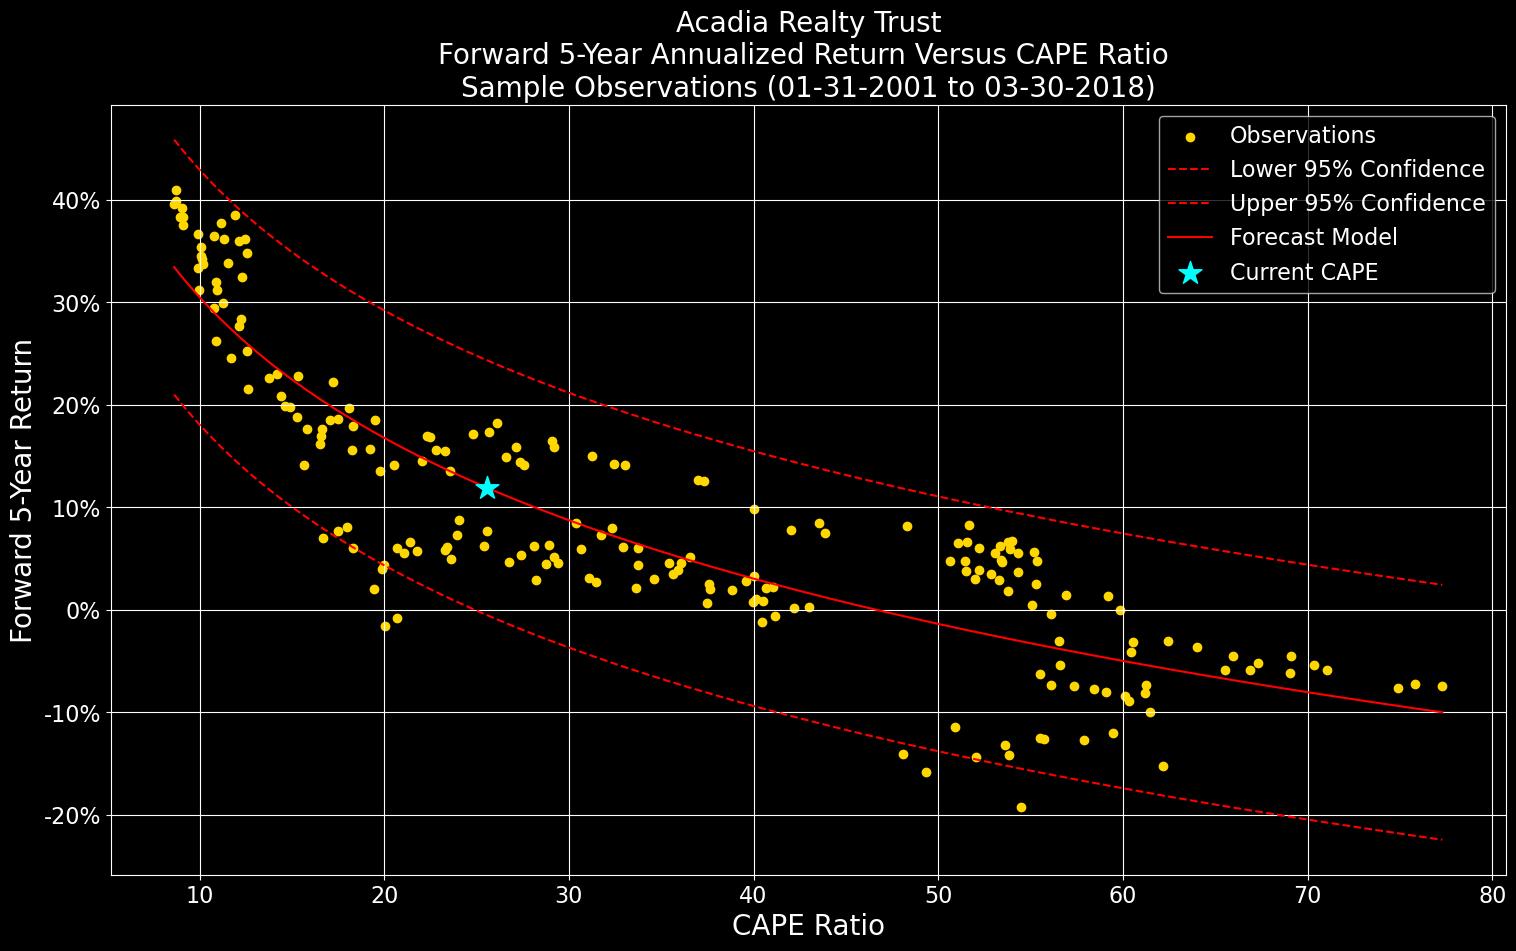 Acadia Realty Trust
Forward 5-Year Annualized Return Versus CAPE Ratio
Sample Observations (01-31-2001 to 03-30-2018)
Observations
Lower 95% Confidence
Upper 95% Confidence
Forecast Model
Current CAPE
Forward 5-Year Return
40%
30%
20%
10%
0%
-10%
-20%
10 20 30 40 50 60 70 80
CAPE Ratio